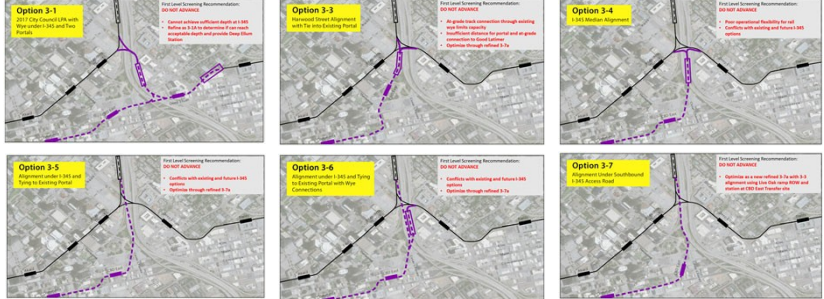 Option 3-1
2017 City Council LPA with
Wye under I-345 and Two
Portals
First Level Screening Recommendation:
DO NOT ADVANCE
• Cannot achieve sufficient depth at I-345
• Refine as 3-1A to determine if can reach
acceptable depth and provide Deep Ellum
Station
Option 3-3
Harwood Street Alignment
with Tie into Existing Portal
First Level Screening Recommendation:
DO NOT ADVANCE
• At-grade track connection through existing
wye limits capacity
• Insufficient distance for portal and at-grade
connection to Good Latimer
• Optimize through refined 3-7a
Option 3-4
I-345 Median Alignment
First Level Screening Recommendation:
DO NOT ADVANCE
• Poor operational flexibility for rail
• Conflicts with existing and future I-345
options
Option 3-5
Alignment under I-345 and
Tying to Existing Portal
First Level Screening Recommendation:
DO NOT ADVANCE
• Conflicts with existing and future I-345
options
• Optimize through refined 3-7a
Option 3-6
Alignment under I-345 and Tying
to Existing Portal with Wye
Connections
First Level Screening Recommendation:
DO NOT ADVANCE
• Conflicts with existing and future I-345
options
• Optimize through refined 3-7a
Option 3-7
Alignment Under Southbound
I-345 Access Road
First Level Screening Recommendation:
DO NOT ADVANCE
• Optimize as a new refined 3-7a with 3-3
alignment using Live Oak ramp ROW and
station at CBD East Transfer site